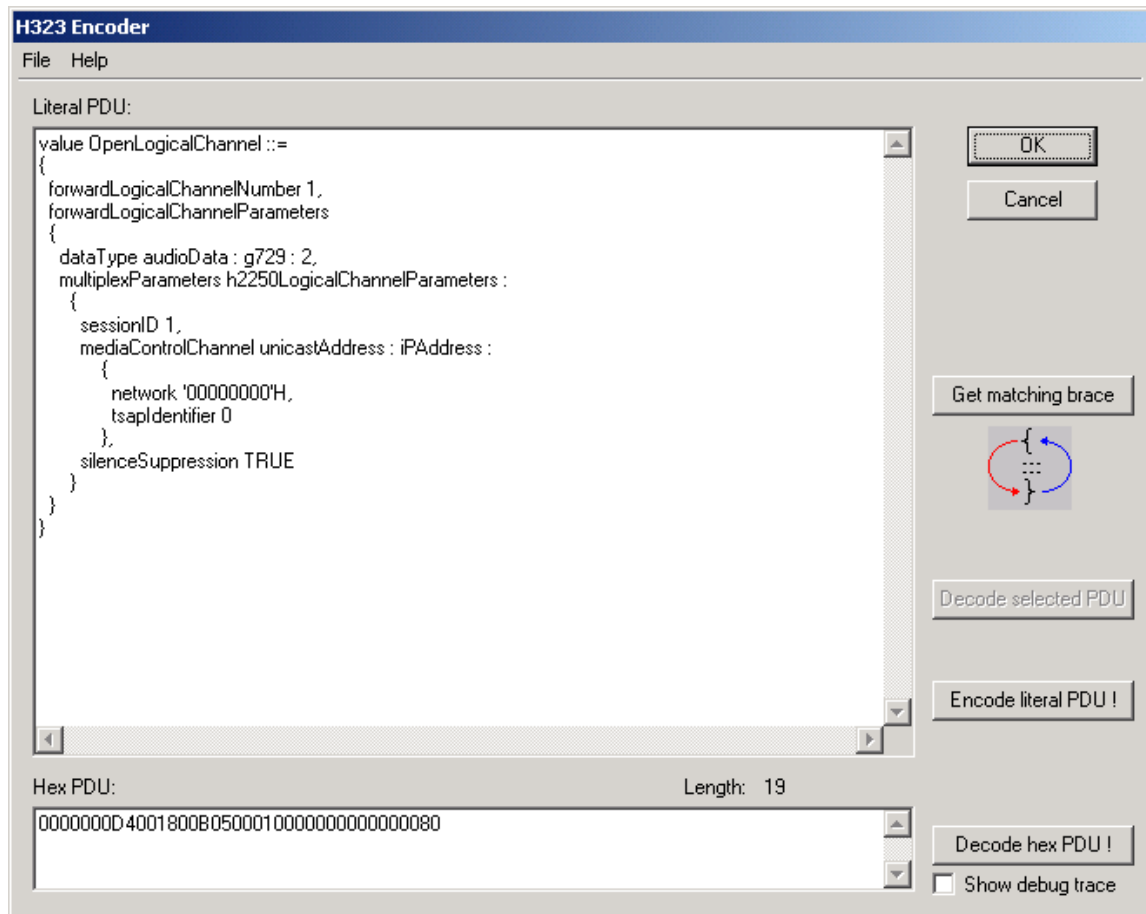 H323 Encoder
File Help
Literal PDU:
value OpenLogicalChannel ::=
{
forwardLogicalChannelNumber 1,
forwardLogicalChannelParameters
{
dataType audioData : g729 : 2,
multiplexParameters h2250LogicalChannelParameters :
{
sessionID 1,
mediaControlChannel unicastAddress : iPAddress :
{
network '00000000'H,
tsapIdentifier 0
},
silenceSuppression TRUE
}
}
}
OK
Cancel
Get matching brace
{
:::
}
Decode selected PDU
Encode literal PDU !
Hex PDU:
Length: 19
0000000D4001800B0500010000000000000080
Decode hex PDU !
Show debug trace